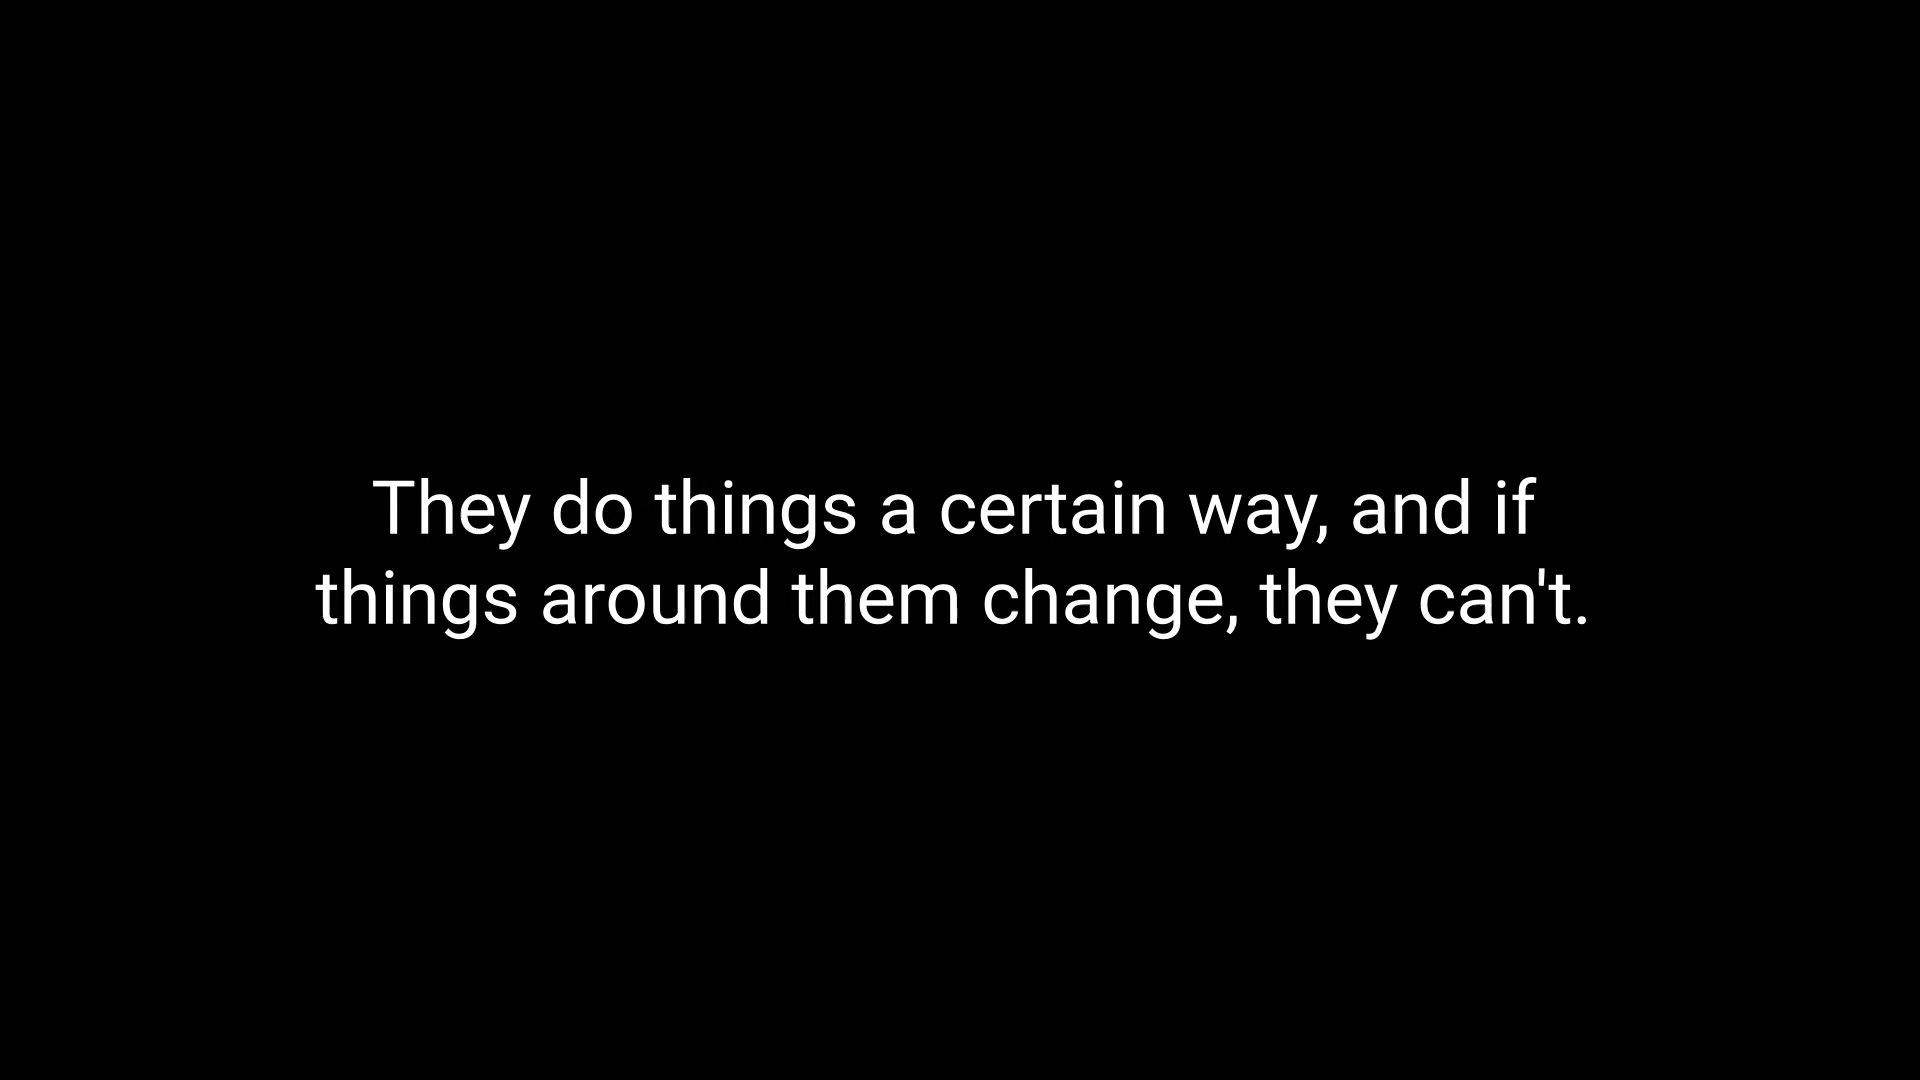 They do things a certain way, and if
things around them change, they can't.